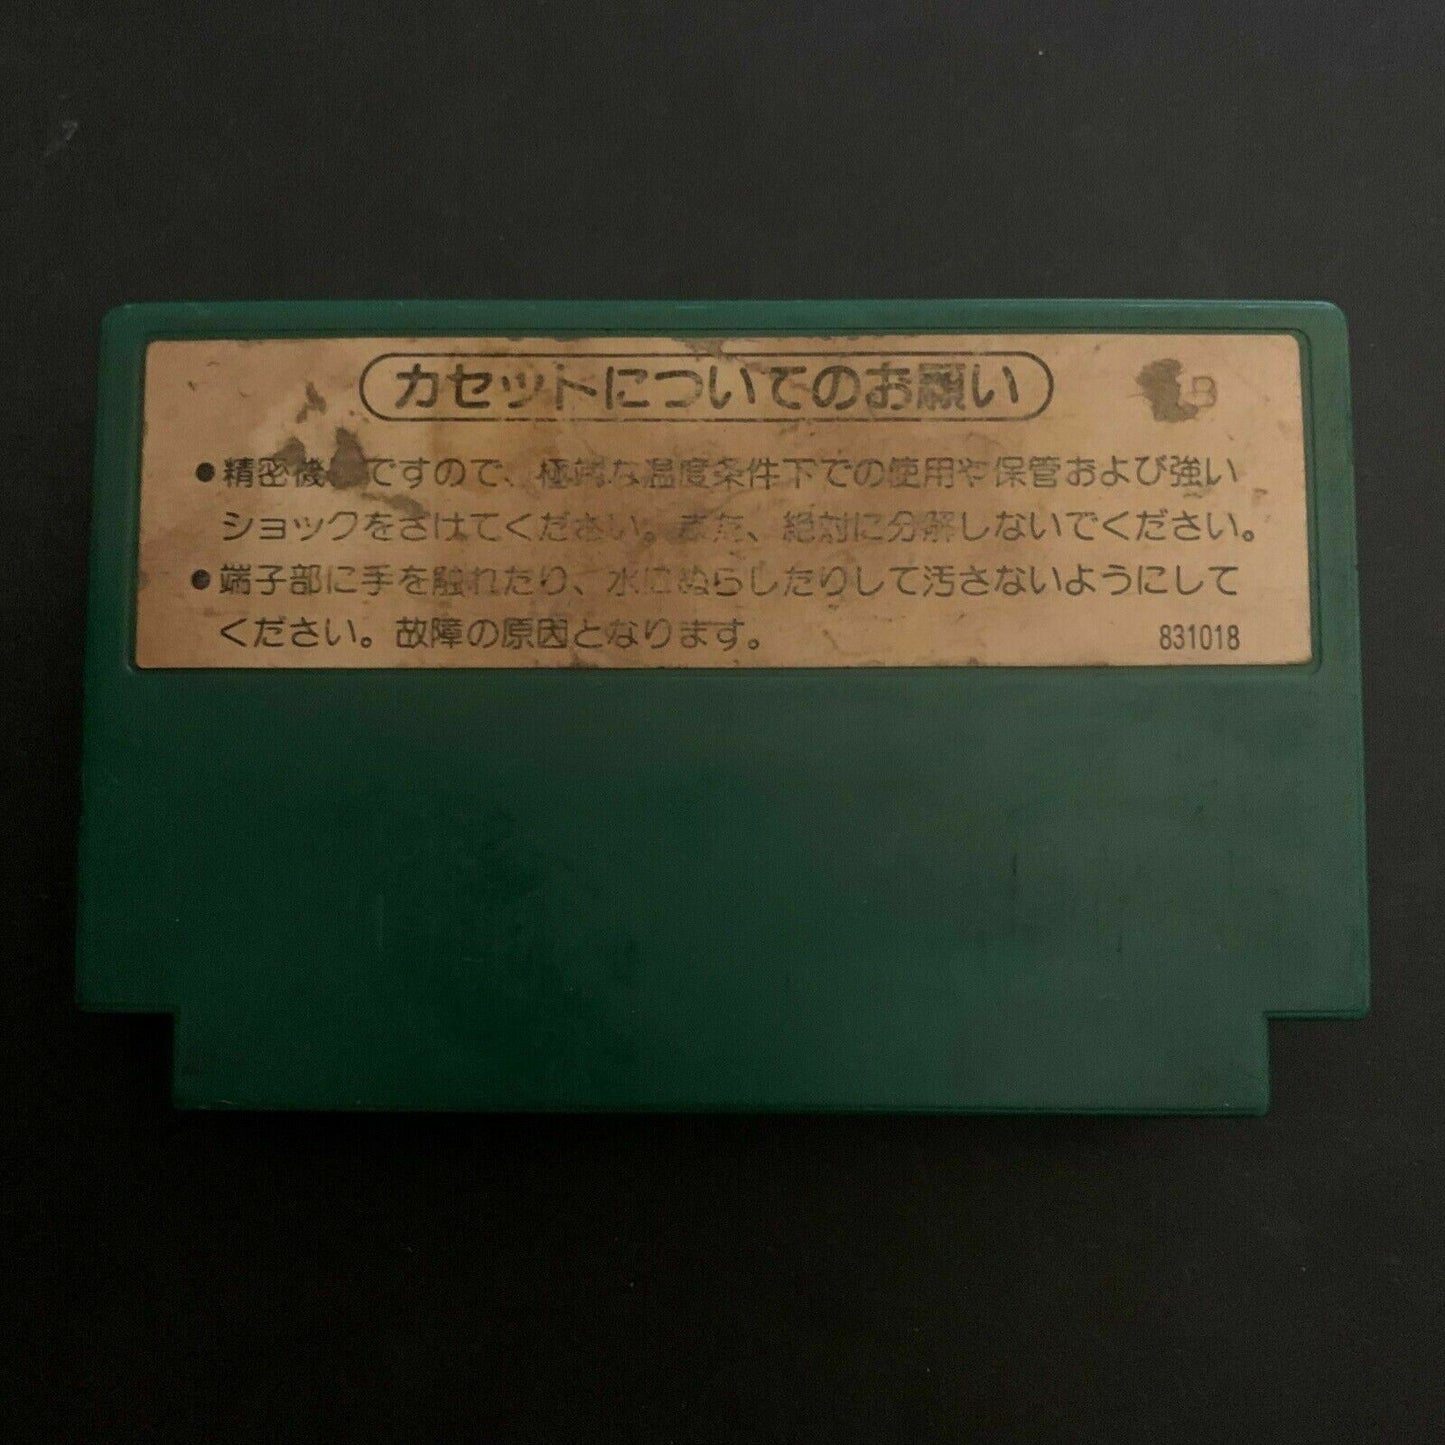 カセットについてのお願い
B
●精密機 ですので、極端な温度条件下での使用や保管および強い
ショックをさけてください。また、絶対に分解しないでください。
●端子部に手を触れたり、水にぬらしたりして汚さないようにして
ください。故障の原因となります。
831018